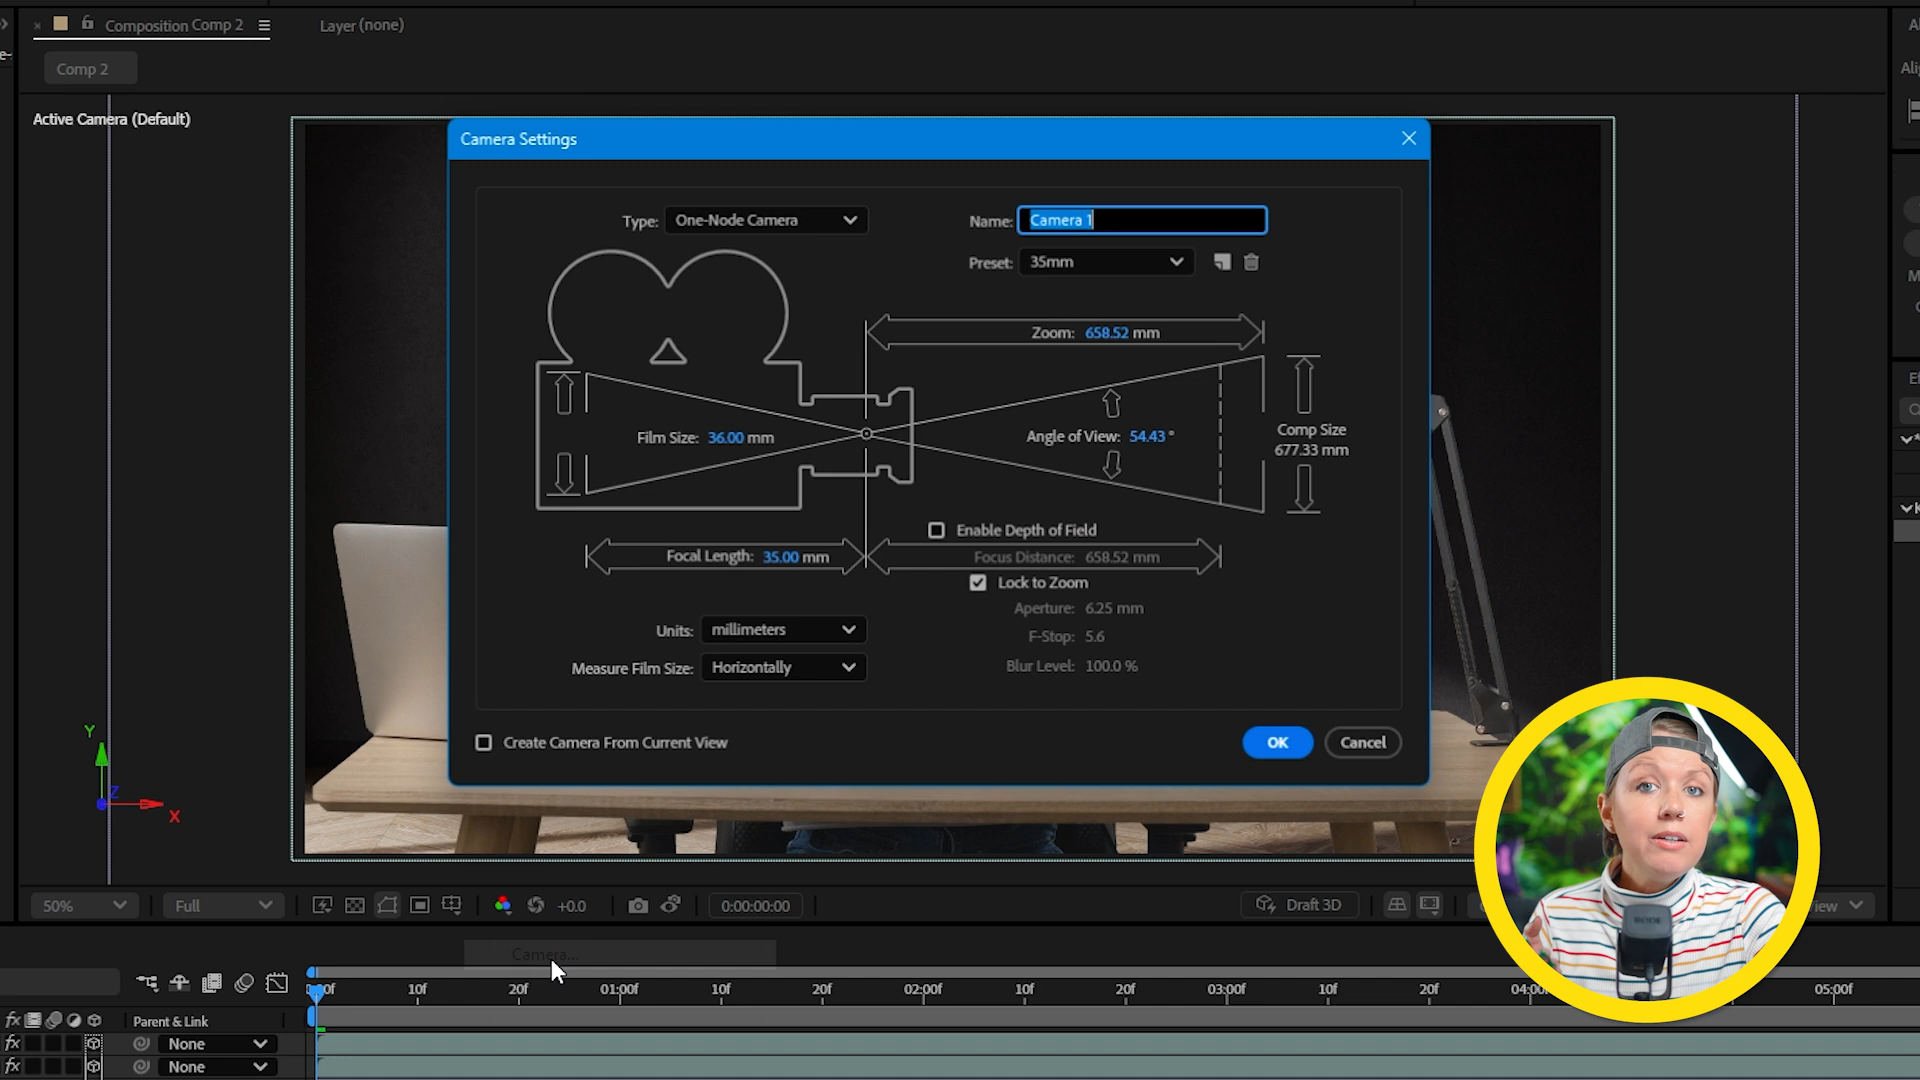 Composition Comp 2
Layer (none)
Comp 2
Active Camera (Default)
Camera Settings
Type: One-Node Camera
Name: Camera 1
Preset: 35mm
Zoom: 658.52 mm
Film Size: 36.00 mm
Angle of View: 54.43 °
Comp Size
677.33 mm
Enable Depth of Field
Focal Length: 35.00 mm
Focus Distance: 658.52 mm
Lock to Zoom
Aperture: 6.25 mm
Units: millimeters
F-Stop: 5.6
Measure Film Size: Horizontally
Blur Level: 100.0 %
Create Camera From Current View
OK
Cancel
Y
Z
X
RODE
50%
Full
+0.0
0:00:00:00
Draft 3D
Camera...
10f
20f
01:00f
10f
20f
02:00f
10f
20f
03:00f
10f
20f
05:00f
fx
Parent & Link
fx
None
fx
None